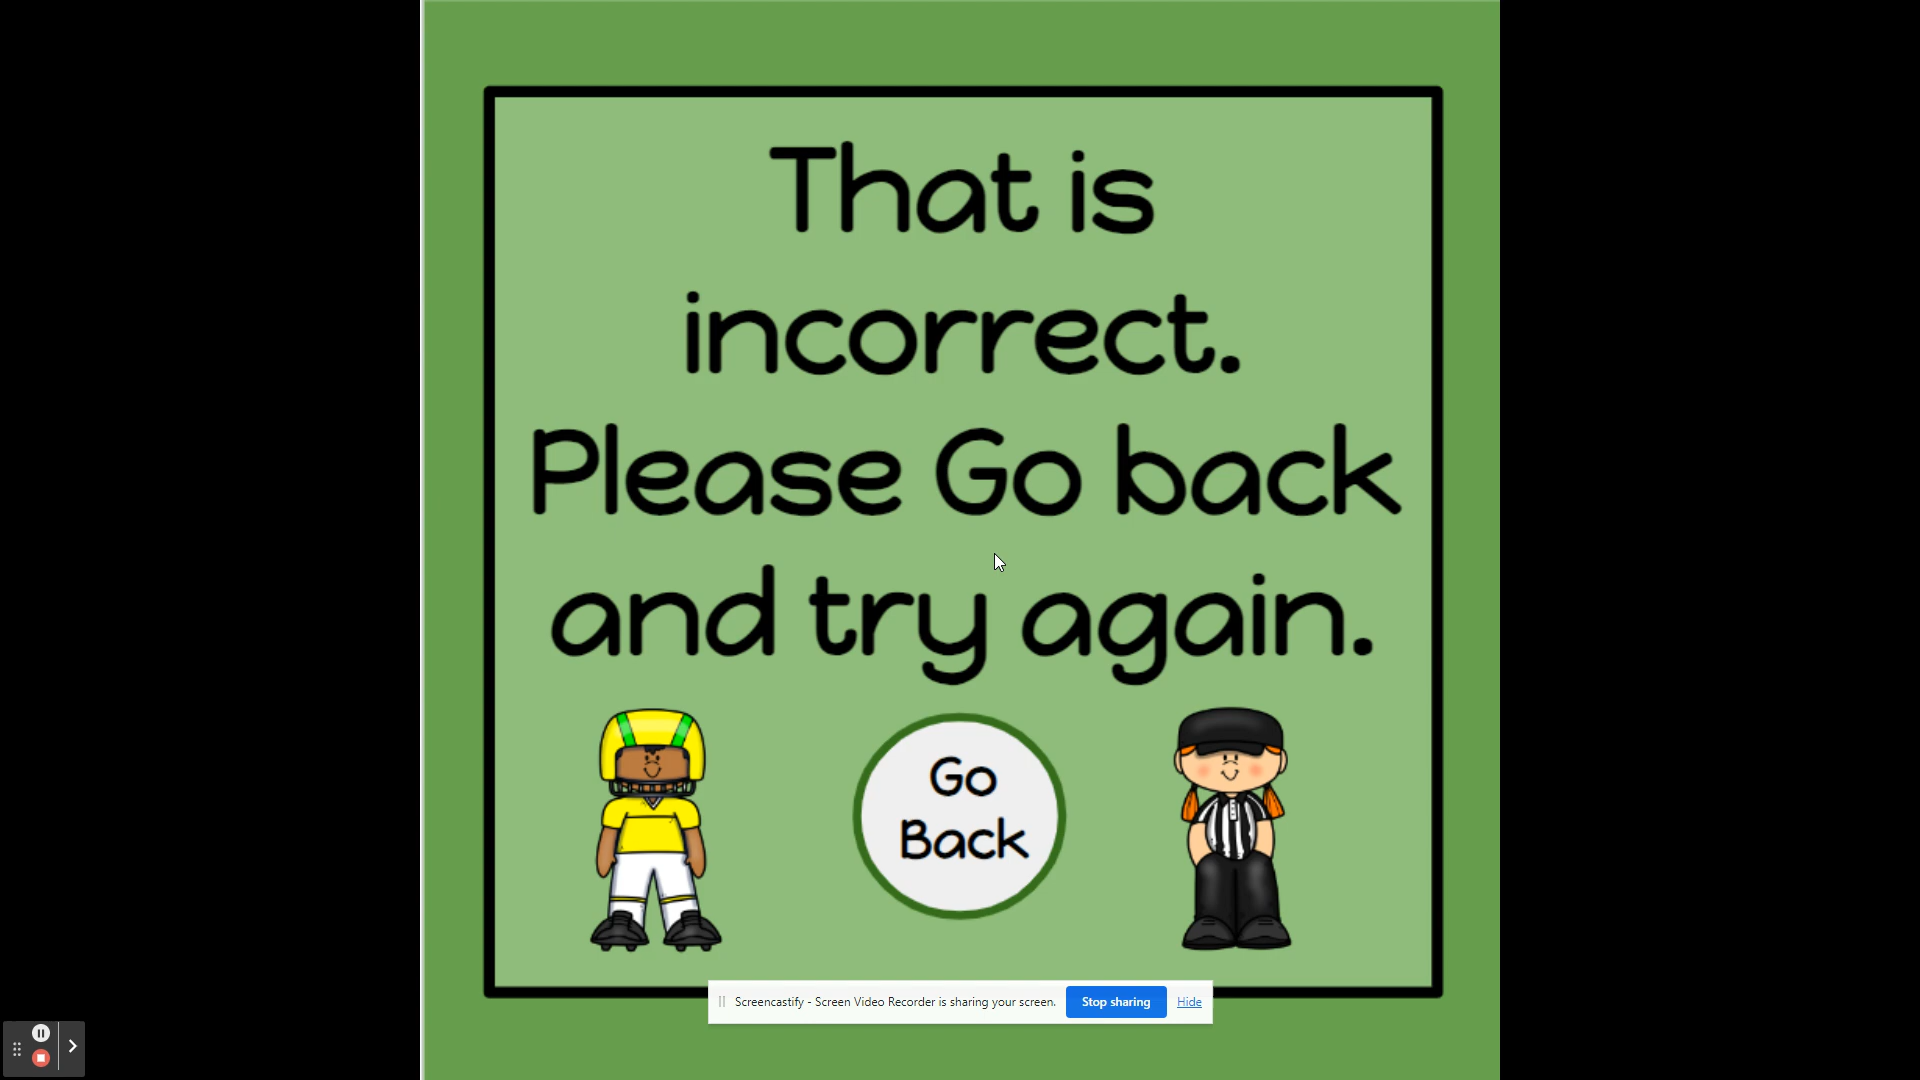 That is
incorrect.
Please Go back
and try again.
Go
Back
Screencastify - Screen Video Recorder is sharing your screen. Stop sharing Hide